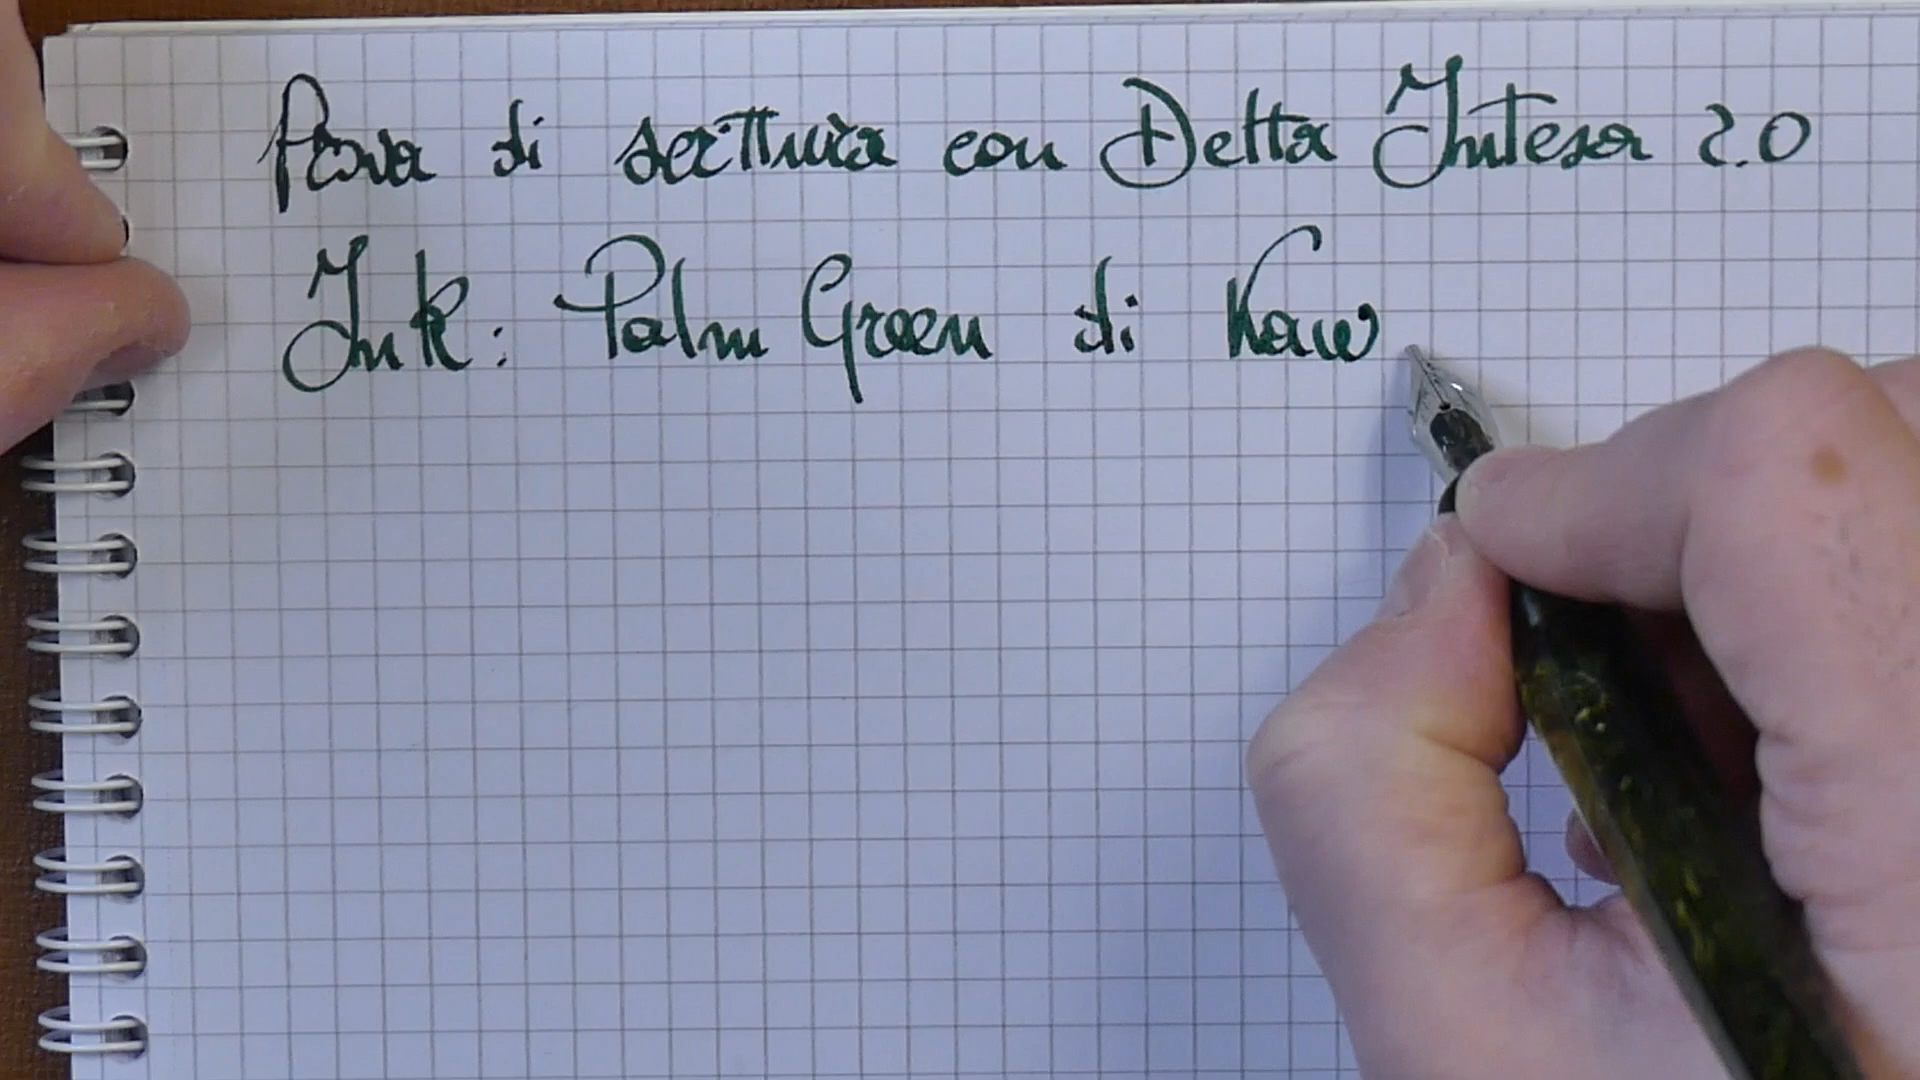 Prova di scrittura con Delta Intesa 2.0
Ink: Palm Green di Kaw